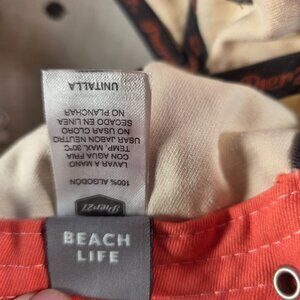 100% ALGODÓN
LAVAR A MANO
CON AGUA FRIA
TEMP. MAX. 30°C
USAR JABON NEUTRO
NO USAR CLORO
SECADO EN LINEA
NO PLANCHAR
UNITALLA
BEACH
LIFE